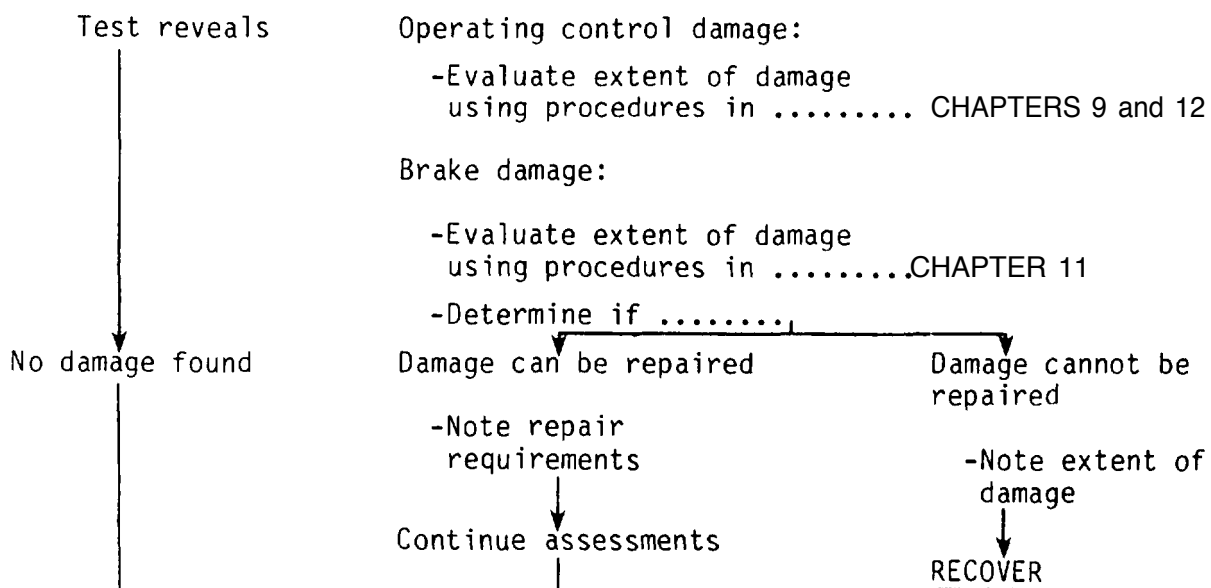 Test reveals
Operating control damage:
-Evaluate extent of damage
using procedures in ......... CHAPTERS 9 and 12
Brake damage:
-Evaluate extent of damage
using procedures in .........CHAPTER 11
-Determine if ........
No damage found
Damage can be repaired
Damage cannot be
repaired
-Note repair
requirements
-Note extent of
damage
Continue assessments
RECOVER